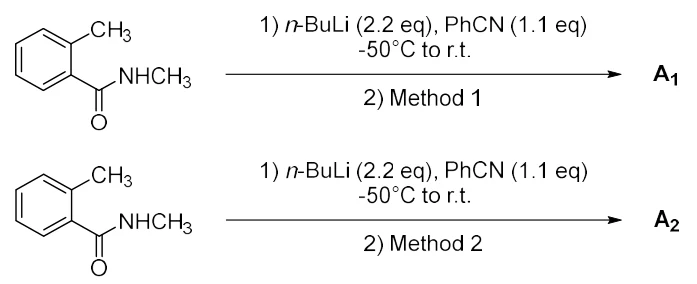 CH₃
NHCH₃
O
1) n-BuLi (2.2 eq), PhCN (1.1 eq)
-50°C to r.t.
2) Method 1
A₁
CH₃
NHCH₃
O
1) n-BuLi (2.2 eq), PhCN (1.1 eq)
-50°C to r.t.
2) Method 2
A₂